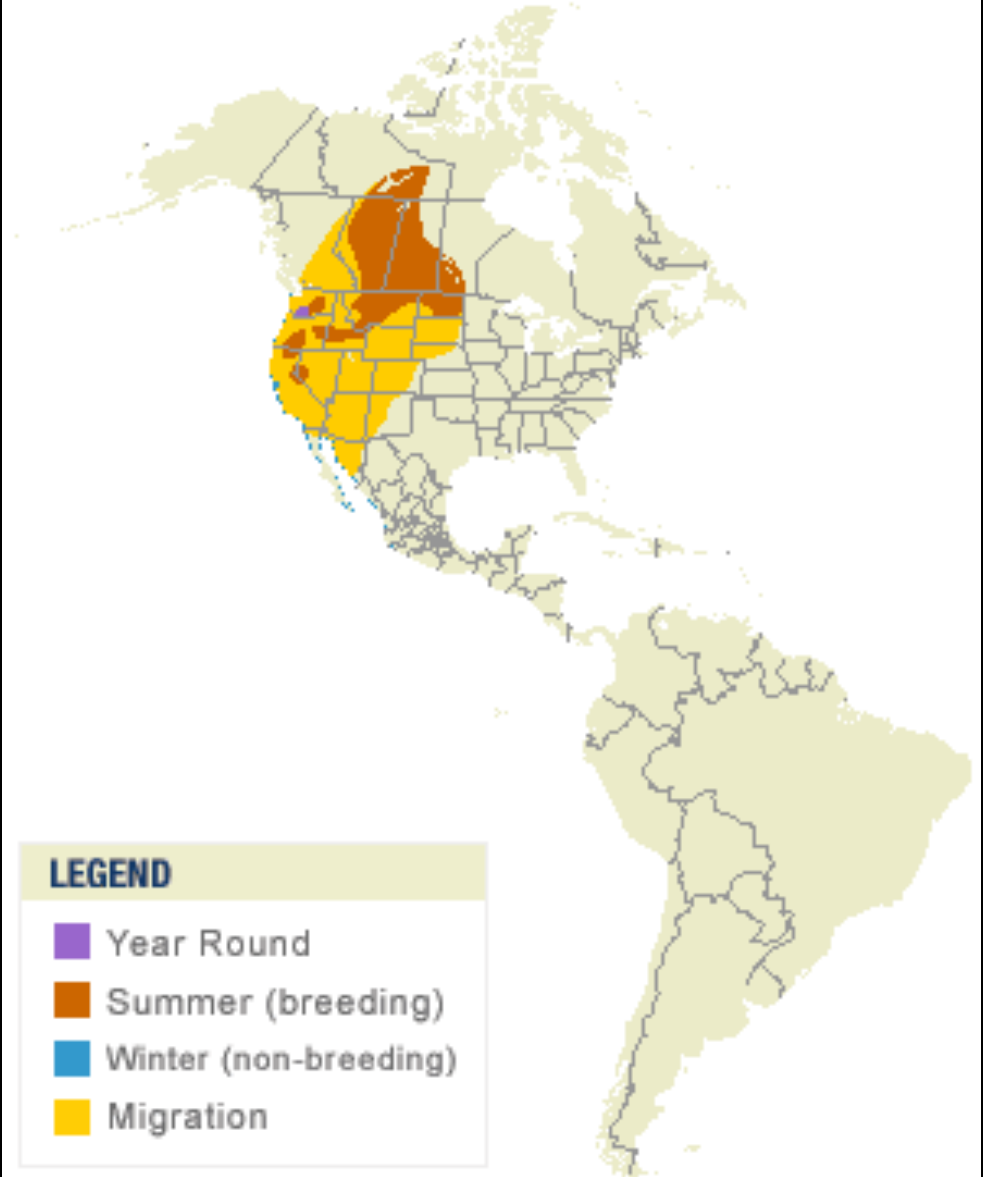 LEGEND
Year Round
Summer (breeding)
Winter (non-breeding)
Migration